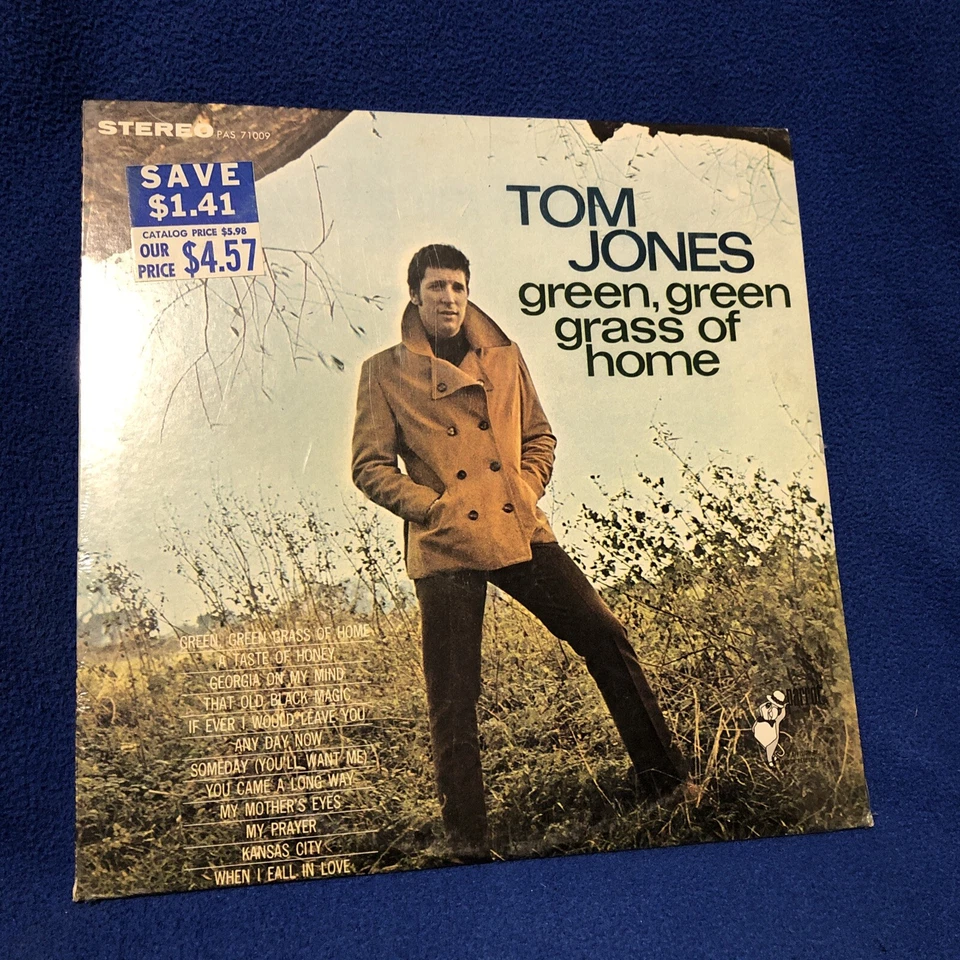 STEREO PAS 71009
SAVE
$1.41
CATALOG PRICE $5.98
OUR
PRICE $4.57
TOM
JONES
green, green
grass of
home
GREEN, GREEN GRASS OF HOME
A TASTE OF HONEY
GEORGIA ON MY MIND
THAT OLD BLACK MAGIC
IF EVER I WOULD LEAVE YOU
ANY DAY NOW
SOMEDAY (YOU'LL WANT ME)
YOU CAME A LONG WAY
MY MOTHER'S EYES
MY PRAYER
KANSAS CITY
WHEN I FALL IN LOVE